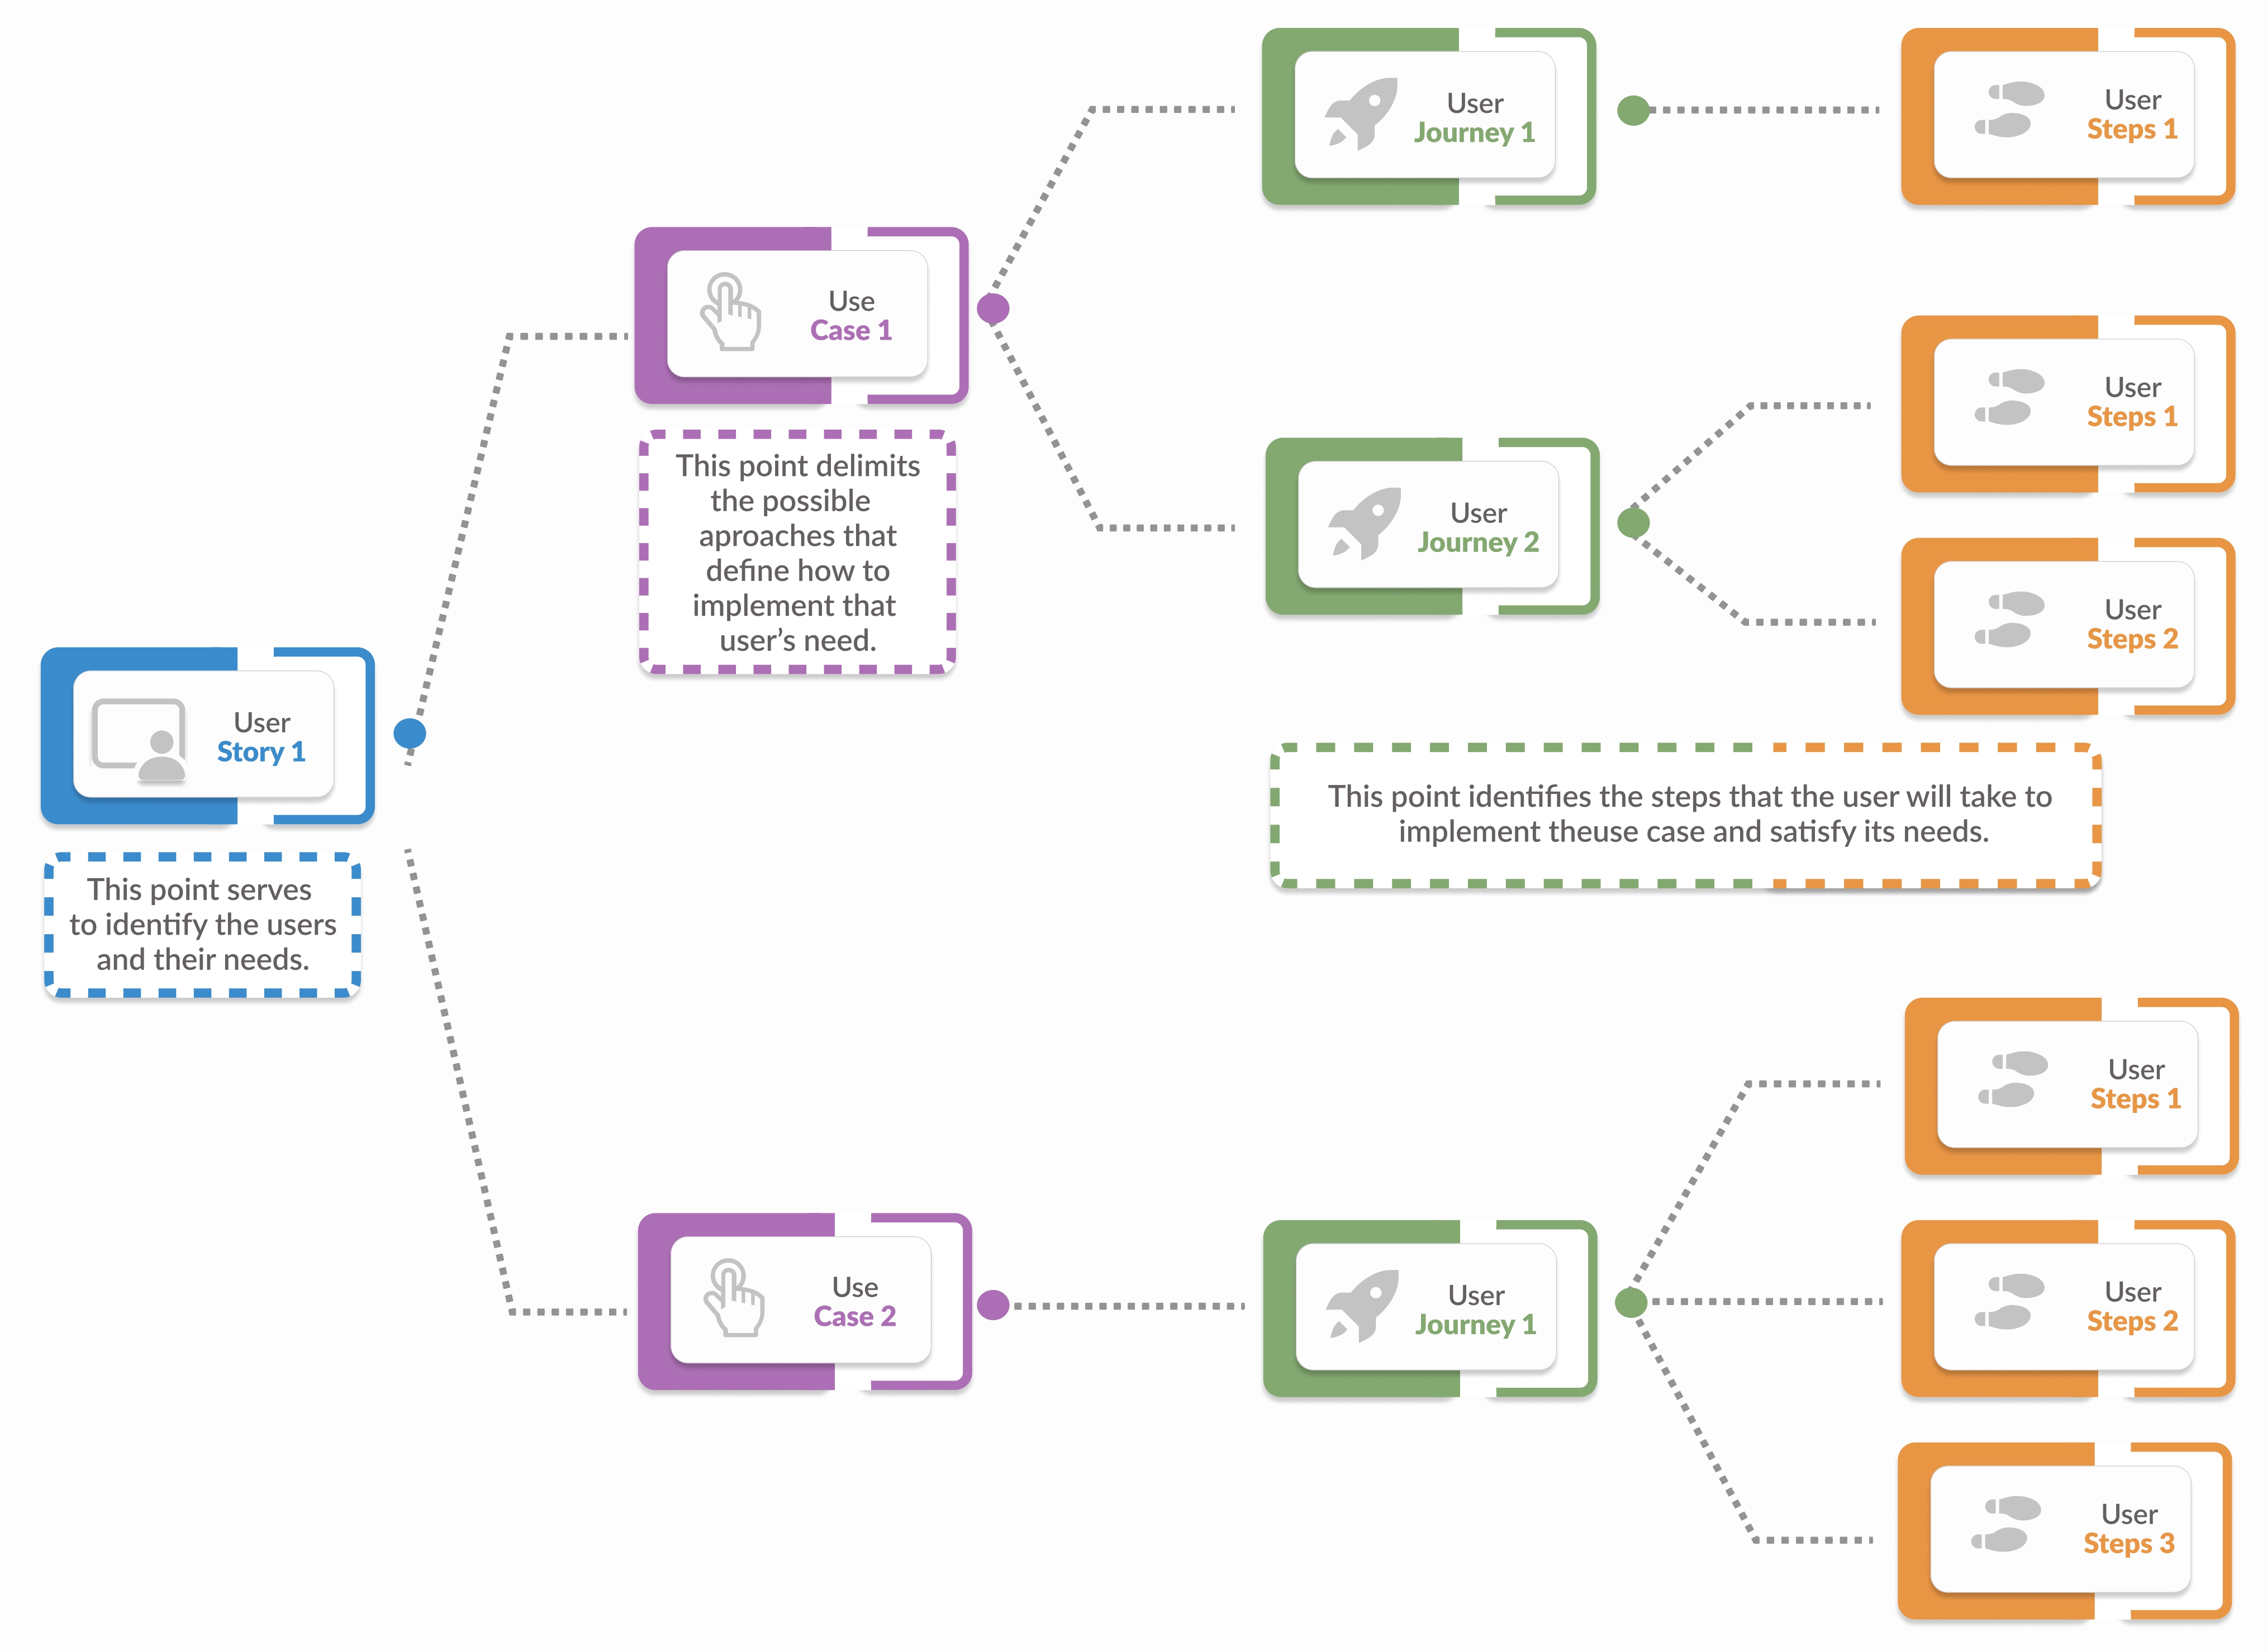 User
Story 1
This point serves
to identify the users
and their needs.
Use
Case 1
This point delimits
the possible
aproaches that
define how to
implement that
user’s need.
Use
Case 2
User
Journey 1
User
Journey 2
User
Steps 1
User
Steps 1
User
Steps 2
This point identifies the steps that the user will take to
implement theuse case and satisfy its needs.
User
Journey 1
User
Steps 1
User
Steps 2
User
Steps 3